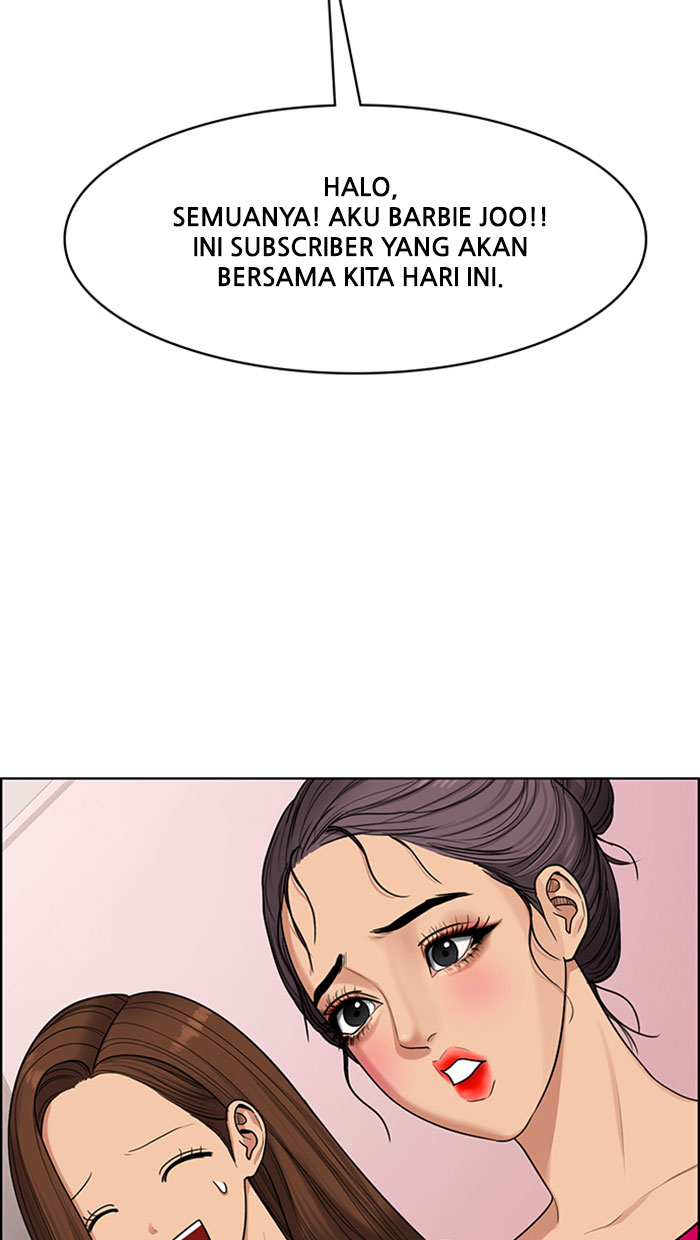 HALO,
SEMUANYA! AKU BARBIE JOO!!
INI SUBSCRIBER YANG AKAN
BERSAMA KITA HARI INI.